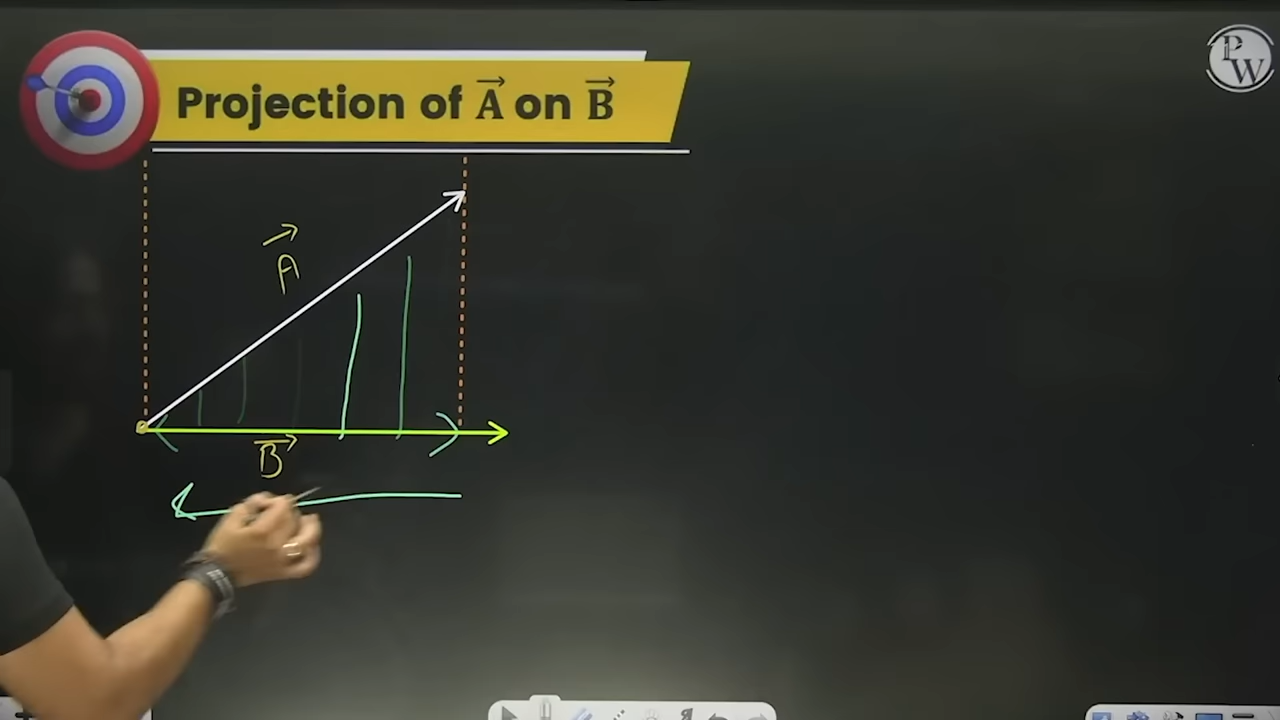 Projection of A⃗ on B⃗
PW
A⃗
B⃗